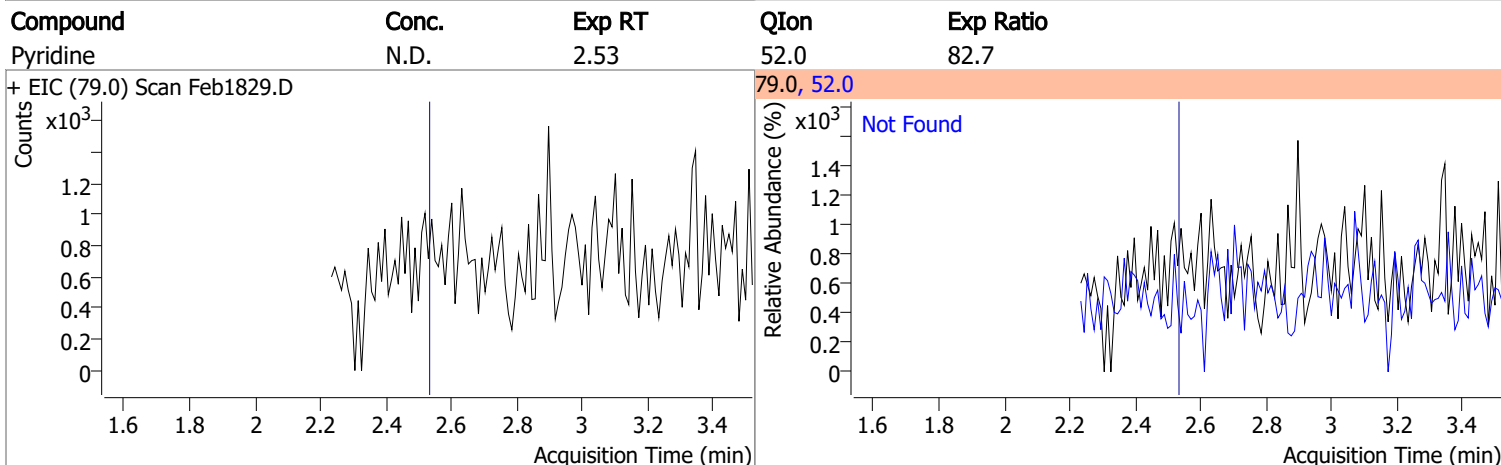 Compound Conc. Exp RT QIon Exp Ratio
Pyridine N.D. 2.53 52.0 82.7
+ EIC (79.0) Scan Feb1829.D
Counts
x10³
1.2
1
0.8
0.6
0.4
0.2
0
1.6 1.8 2 2.2 2.4 2.6 2.8 3 3.2 3.4
Acquisition Time (min)
79.0, 52.0
Relative Abundance (%)
x10³
Not Found
1.4
1.2
1
0.8
0.6
0.4
0.2
0
1.6 1.8 2 2.2 2.4 2.6 2.8 3 3.2 3.4
Acquisition Time (min)